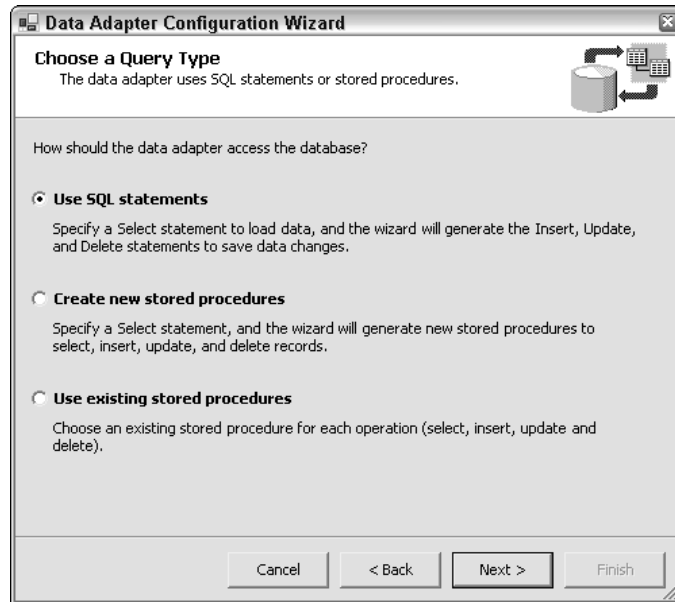 Data Adapter Configuration Wizard
Choose a Query Type
The data adapter uses SQL statements or stored procedures.
How should the data adapter access the database?
Use SQL statements
Specify a Select statement to load data, and the wizard will generate the Insert, Update,
and Delete statements to save data changes.
Create new stored procedures
Specify a Select statement, and the wizard will generate new stored procedures to
select, insert, update, and delete records.
Use existing stored procedures
Choose an existing stored procedure for each operation (select, insert, update and
delete).
Cancel
< Back
Next >
Finish